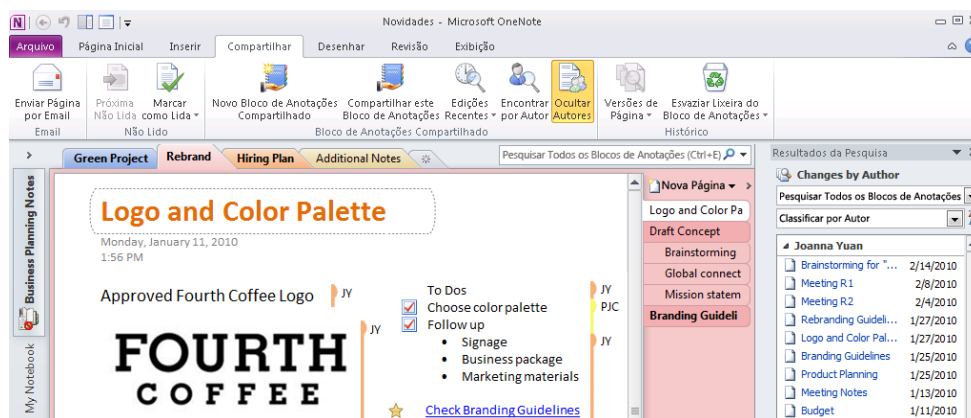 Novidades - Microsoft OneNote
Arquivo Página Inicial Inserir Compartilhar Desenhar Revisão Exibição
Enviar Página por Email
Próxima Não Lida
Marcar como Lida
Novo Bloco de Anotações Compartilhado
Compartilhar este Bloco de Anotações
Edições Recentes
Encontrar por Autor
Ocultar Autores
Versões de Página
Esvaziar Lixeira do Bloco de Anotações
Email Não Lido Bloco de Anotações Compartilhado Histórico
Green Project Rebrand Hiring Plan Additional Notes
Pesquisar Todos os Blocos de Anotações (Ctrl+E)
Business Planning Notes
My Notebook
Logo and Color Palette
Monday, January 11, 2010
1:56 PM
Approved Fourth Coffee Logo JY
JY
FOURTH
COFFEE
To Dos JY
Choose color palette PJC
Follow up
• Signage JY
• Business package
• Marketing materials
Check Branding Guidelines
Nova Página
Logo and Color Pa
Draft Concept
Brainstorming
Global connect
Mission statem
Branding Guideli
Resultados da Pesquisa
Changes by Author
Pesquisar Todos os Blocos de Anotações
Classificar por Autor
Joanna Yuan
Brainstorming for "... 2/14/2010
Meeting R1 2/8/2010
Meeting R2 2/4/2010
Rebranding Guideli... 1/27/2010
Logo and Color Pal... 1/27/2010
Branding Guidelines 1/25/2010
Product Planning 1/25/2010
Meeting Notes 1/13/2010
Budget 1/11/2010